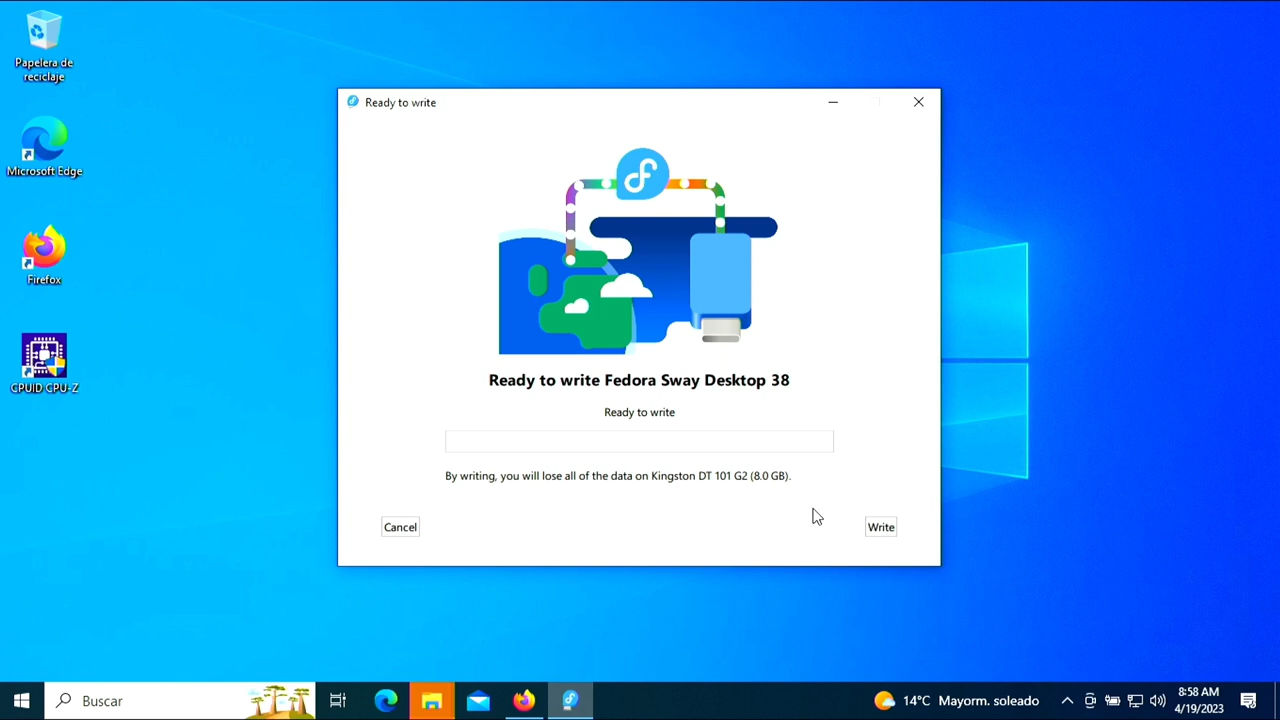 Papelera de
reciclaje
Microsoft Edge
Firefox
CPUID CPU-Z
Ready to write
Ready to write Fedora Sway Desktop 38
Ready to write
By writing, you will lose all of the data on Kingston DT 101 G2 (8.0 GB).
Cancel
Write
Buscar
14°C Mayorm. soleado
8:58 AM
4/19/2023